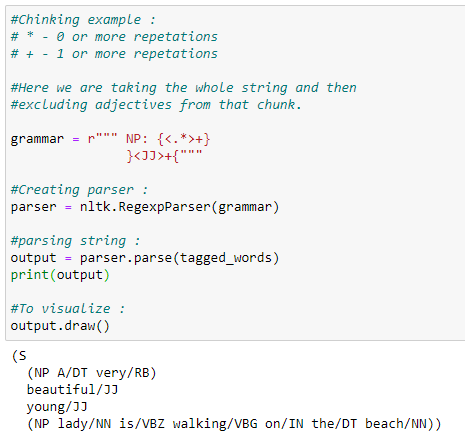 #Chinking example :
# * - 0 or more repetations
# + - 1 or more repetations
#Here we are taking the whole string and then
#excluding adjectives from that chunk.
grammar = r""" NP: {<.*>+}
}<JJ>+{"""
#Creating parser :
parser = nltk.RegexpParser(grammar)
#parsing string :
output = parser.parse(tagged_words)
print(output)
#To visualize :
output.draw()
(S
(NP A/DT very/RB)
beautiful/JJ
young/JJ
(NP lady/NN is/VBZ walking/VBG on/IN the/DT beach/NN))